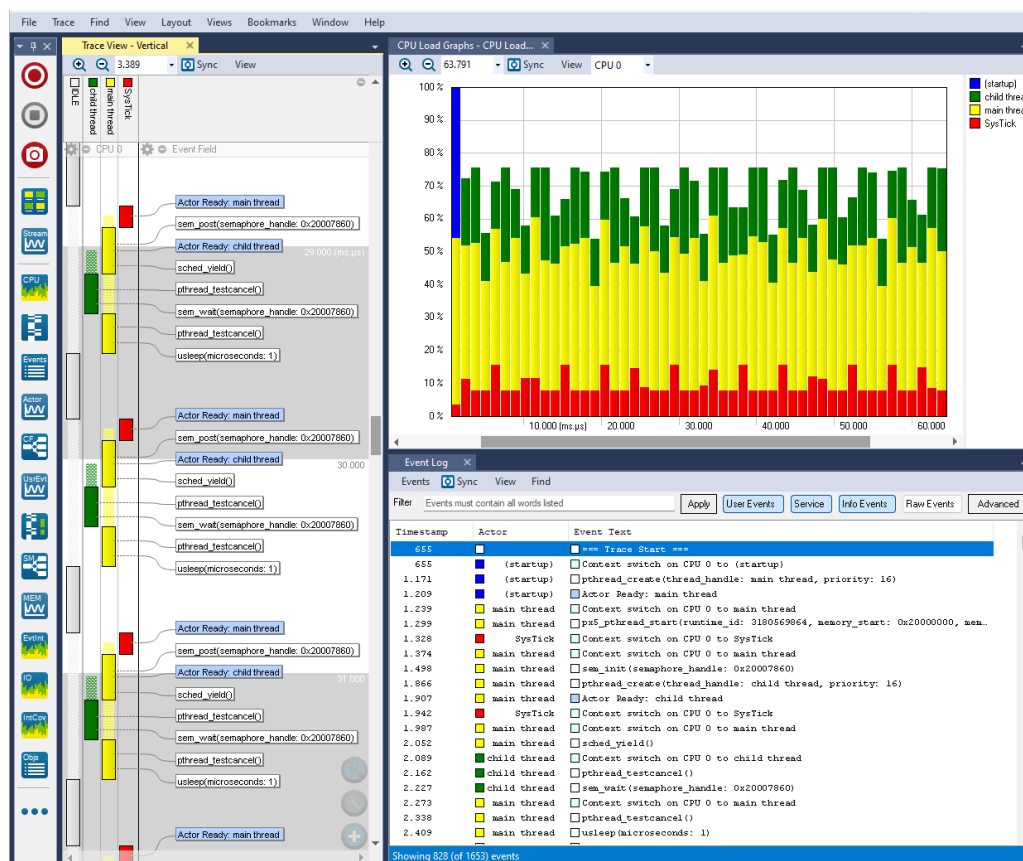 File Trace Find View Layout Views Bookmarks Window Help
Trace View - Vertical
3.389 Sync View
IDLE
child thread
main thread
SysTick
CPU 0 Event Field
Stream
CPU
Events
Actor
CF
UsrEvt
SM
MEM
EvtInt
IO
IntCov
Objs
Actor Ready: main thread
sem_post(semaphore_handle: 0x20007860)
Actor Ready: child thread
29.000 (ms.µs)
sched_yield()
pthread_testcancel()
sem_wait(semaphore_handle: 0x20007860)
pthread_testcancel()
usleep(microseconds: 1)
Actor Ready: main thread
sem_post(semaphore_handle: 0x20007860)
Actor Ready: child thread
30.000
sched_yield()
pthread_testcancel()
sem_wait(semaphore_handle: 0x20007860)
pthread_testcancel()
usleep(microseconds: 1)
Actor Ready: main thread
sem_post(semaphore_handle: 0x20007860)
Actor Ready: child thread
31.000
sched_yield()
pthread_testcancel()
sem_wait(semaphore_handle: 0x20007860)
pthread_testcancel()
usleep(microseconds: 1)
Actor Ready: main thread
CPU Load Graphs - CPU Load...
63.791 Sync View CPU 0
100 %
90 %
80 %
70 %
60 %
50 %
40 %
30 %
20 %
10 %
0 %
10.000 (ms.µs) 20.000 30.000 40.000 50.000 60.000
(startup)
child threa
main threa
SysTick
Event Log
Events Sync View Find
Filter Events must contain all words listed Apply User Events Service Info Events Raw Events Advanced
Timestamp Actor Event Text
655 === Trace Start ===
655 (startup) Context switch on CPU 0 to (startup)
1.171 (startup) pthread_create(thread_handle: main thread, priority: 16)
1.209 (startup) Actor Ready: main thread
1.239 main thread Context switch on CPU 0 to main thread
1.299 main thread px5_pthread_start(runtime_id: 3180569864, memory_start: 0x20000000, mem…
1.328 SysTick Context switch on CPU 0 to SysTick
1.374 main thread Context switch on CPU 0 to main thread
1.498 main thread sem_init(semaphore_handle: 0x20007860)
1.866 main thread pthread_create(thread_handle: child thread, priority: 16)
1.907 main thread Actor Ready: child thread
1.942 SysTick Context switch on CPU 0 to SysTick
1.987 main thread Context switch on CPU 0 to main thread
2.052 main thread sched_yield()
2.089 child thread Context switch on CPU 0 to child thread
2.162 child thread pthread_testcancel()
2.227 child thread sem_wait(semaphore_handle: 0x20007860)
2.273 main thread Context switch on CPU 0 to main thread
2.338 main thread pthread_testcancel()
2.409 main thread usleep(microseconds: 1)
Showing 828 (of 1653) events